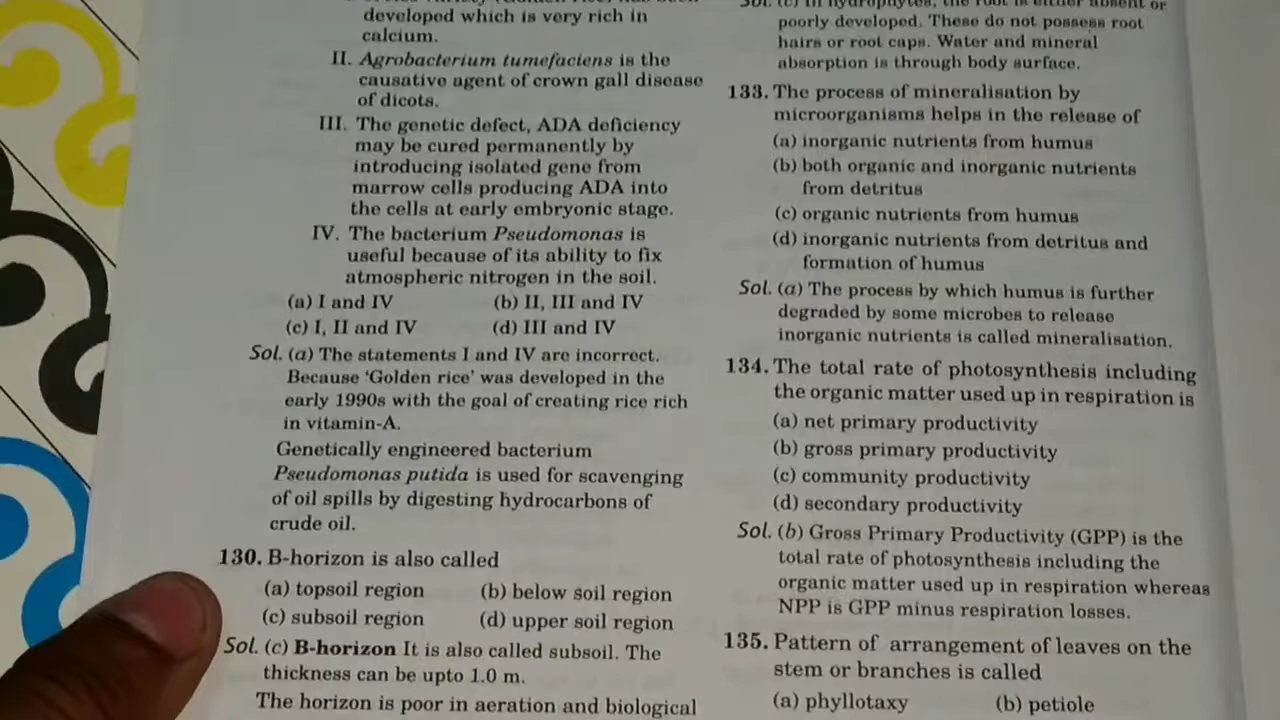 developed which is very rich in
calcium.
II. Agrobacterium tumefaciens is the
causative agent of crown gall disease
of dicots.
III. The genetic defect, ADA deficiency
may be cured permanently by
introducing isolated gene from
marrow cells producing ADA into
the cells at early embryonic stage.
IV. The bacterium Pseudomonas is
useful because of its ability to fix
atmospheric nitrogen in the soil.
(a) I and IV (b) II, III and IV
(c) I, II and IV (d) III and IV
Sol. (a) The statements I and IV are incorrect.
Because 'Golden rice' was developed in the
early 1990s with the goal of creating rice rich
in vitamin-A.
Genetically engineered bacterium
Pseudomonas putida is used for scavenging
of oil spills by digesting hydrocarbons of
crude oil.
130. B-horizon is also called
(a) topsoil region (b) below soil region
(c) subsoil region (d) upper soil region
Sol. (c) B-horizon It is also called subsoil. The
thickness can be upto 1.0 m.
The horizon is poor in aeration and biological
Sol. (c) In hydrophytes, the root is either absent or
poorly developed. These do not possess root
hairs or root caps. Water and mineral
absorption is through body surface.
133. The process of mineralisation by
microorganisms helps in the release of
(a) inorganic nutrients from humus
(b) both organic and inorganic nutrients
from detritus
(c) organic nutrients from humus
(d) inorganic nutrients from detritus and
formation of humus
Sol. (a) The process by which humus is further
degraded by some microbes to release
inorganic nutrients is called mineralisation.
134. The total rate of photosynthesis including
the organic matter used up in respiration is
(a) net primary productivity
(b) gross primary productivity
(c) community productivity
(d) secondary productivity
Sol. (b) Gross Primary Productivity (GPP) is the
total rate of photosynthesis including the
organic matter used up in respiration whereas
NPP is GPP minus respiration losses.
135. Pattern of arrangement of leaves on the
stem or branches is called
(a) phyllotaxy (b) petiole